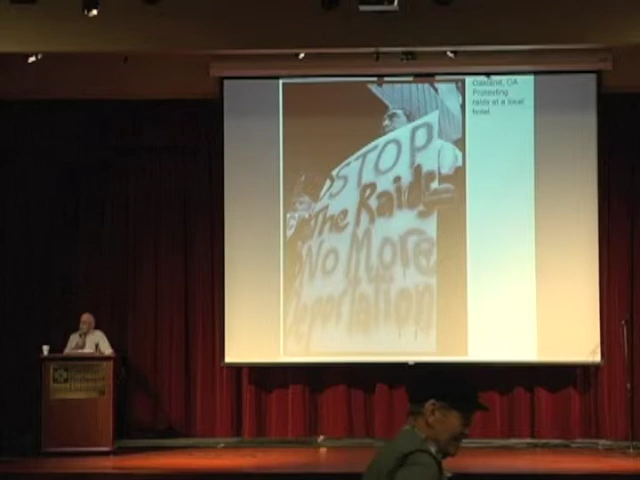 Oakland, CA
Protesting
raids at a local
hotel
STOP
The Raids
No More
Deportation